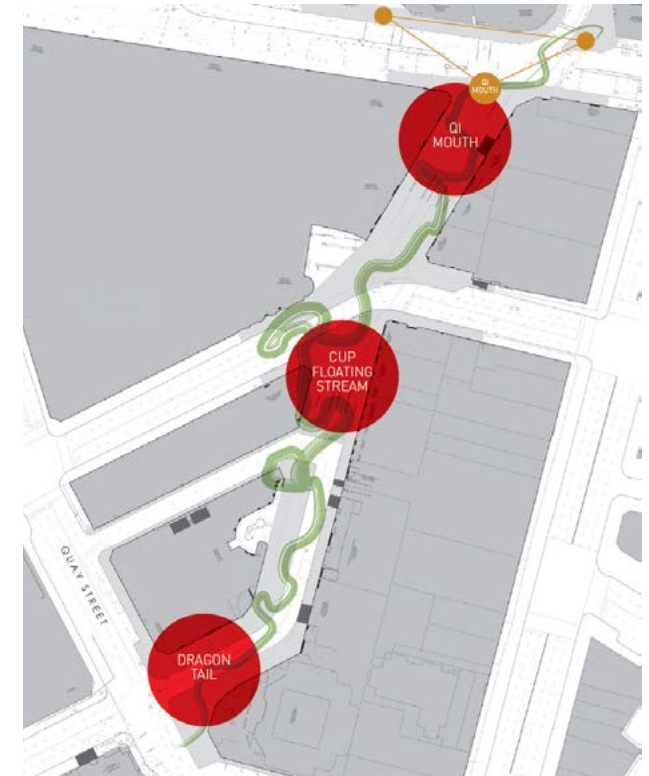 QI
MOUTH
QI
MOUTH
CUP
FLOATING
STREAM
QUAY STREET
DRAGON
TAIL